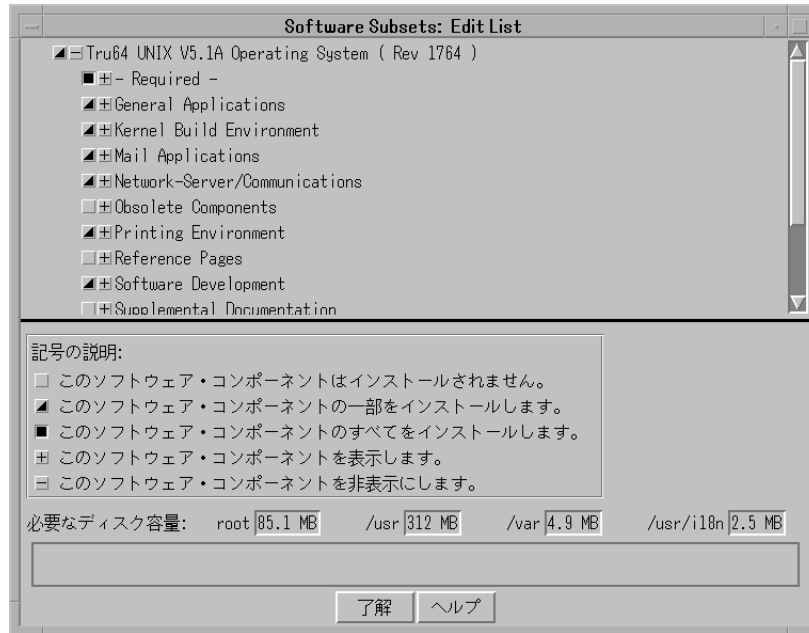 Software Subsets: Edit List
Tru64 UNIX V5.1A Operating System ( Rev 1764 )
- Required -
General Applications
Kernel Build Environment
Mail Applications
Network-Server/Communications
Obsolete Components
Printing Environment
Reference Pages
Software Development
Supplemental Documentation
記号の説明:
このソフトウェア・コンポーネントはインストールされません。
このソフトウェア・コンポーネントの一部をインストールします。
このソフトウェア・コンポーネントのすべてをインストールします。
このソフトウェア・コンポーネントを表示します。
このソフトウェア・コンポーネントを非表示にします。
必要なディスク容量: root 85.1 MB /usr 312 MB /var 4.9 MB /usr/i18n 2.5 MB
了解 ヘルプ